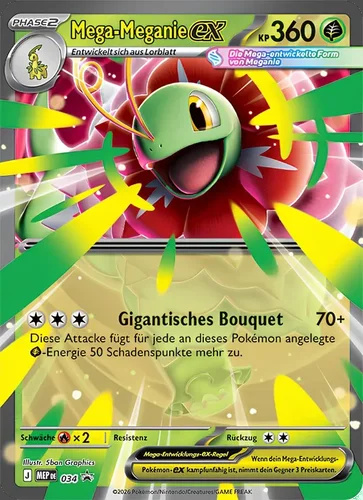 PHASE2
Mega-Meganie ex KP 360
Entwickelt sich aus Lorblatt
Die Mega-entwickelte Form
von Meganie
Gigantisches Bouquet 70+
Diese Attacke fügt für jede an dieses Pokémon angelegte
-Energie 50 Schadenspunkte mehr zu.
Schwäche ×2 Resistenz Rückzug
Illustr. 5ban Graphics
Mega-Entwicklungs-ex-Regel
Wenn dein Mega-Entwicklungs-
Pokémon-ex kampfunfähig ist, nimmt dein Gegner 3 Preiskarten.
J MEP DE 034
©2026 Pokémon/Nintendo/Creatures/GAME FREAK